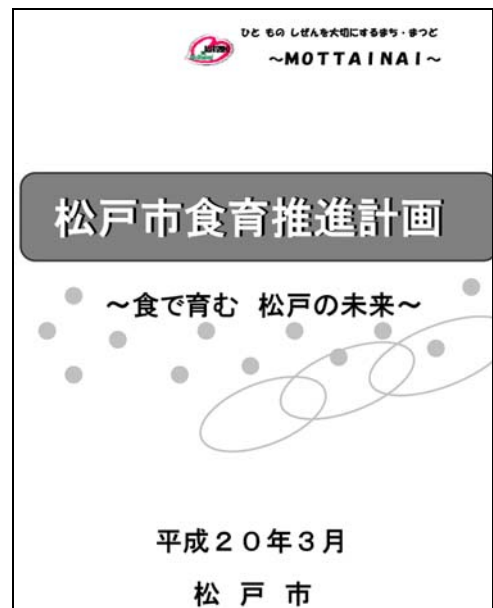 ひと もの しぜんを大切にするまち・まつど
～MOTTAINAI～
松戸市食育推進計画
～食で育む 松戸の未来～
平成２０年３月
松 戸 市